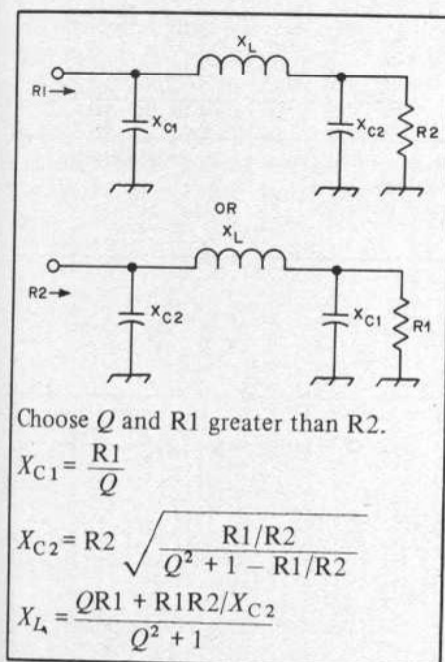 X_L
R1→
X_C1
X_C2
R2
OR
X_L
R2→
X_C2
X_C1
R1
Choose Q and R1 greater than R2.
X_C1 = R1/Q
X_C2 = R2 √((R1/R2)/(Q² + 1 − R1/R2))
X_L = (QR1 + R1R2/X_C2)/(Q² + 1)